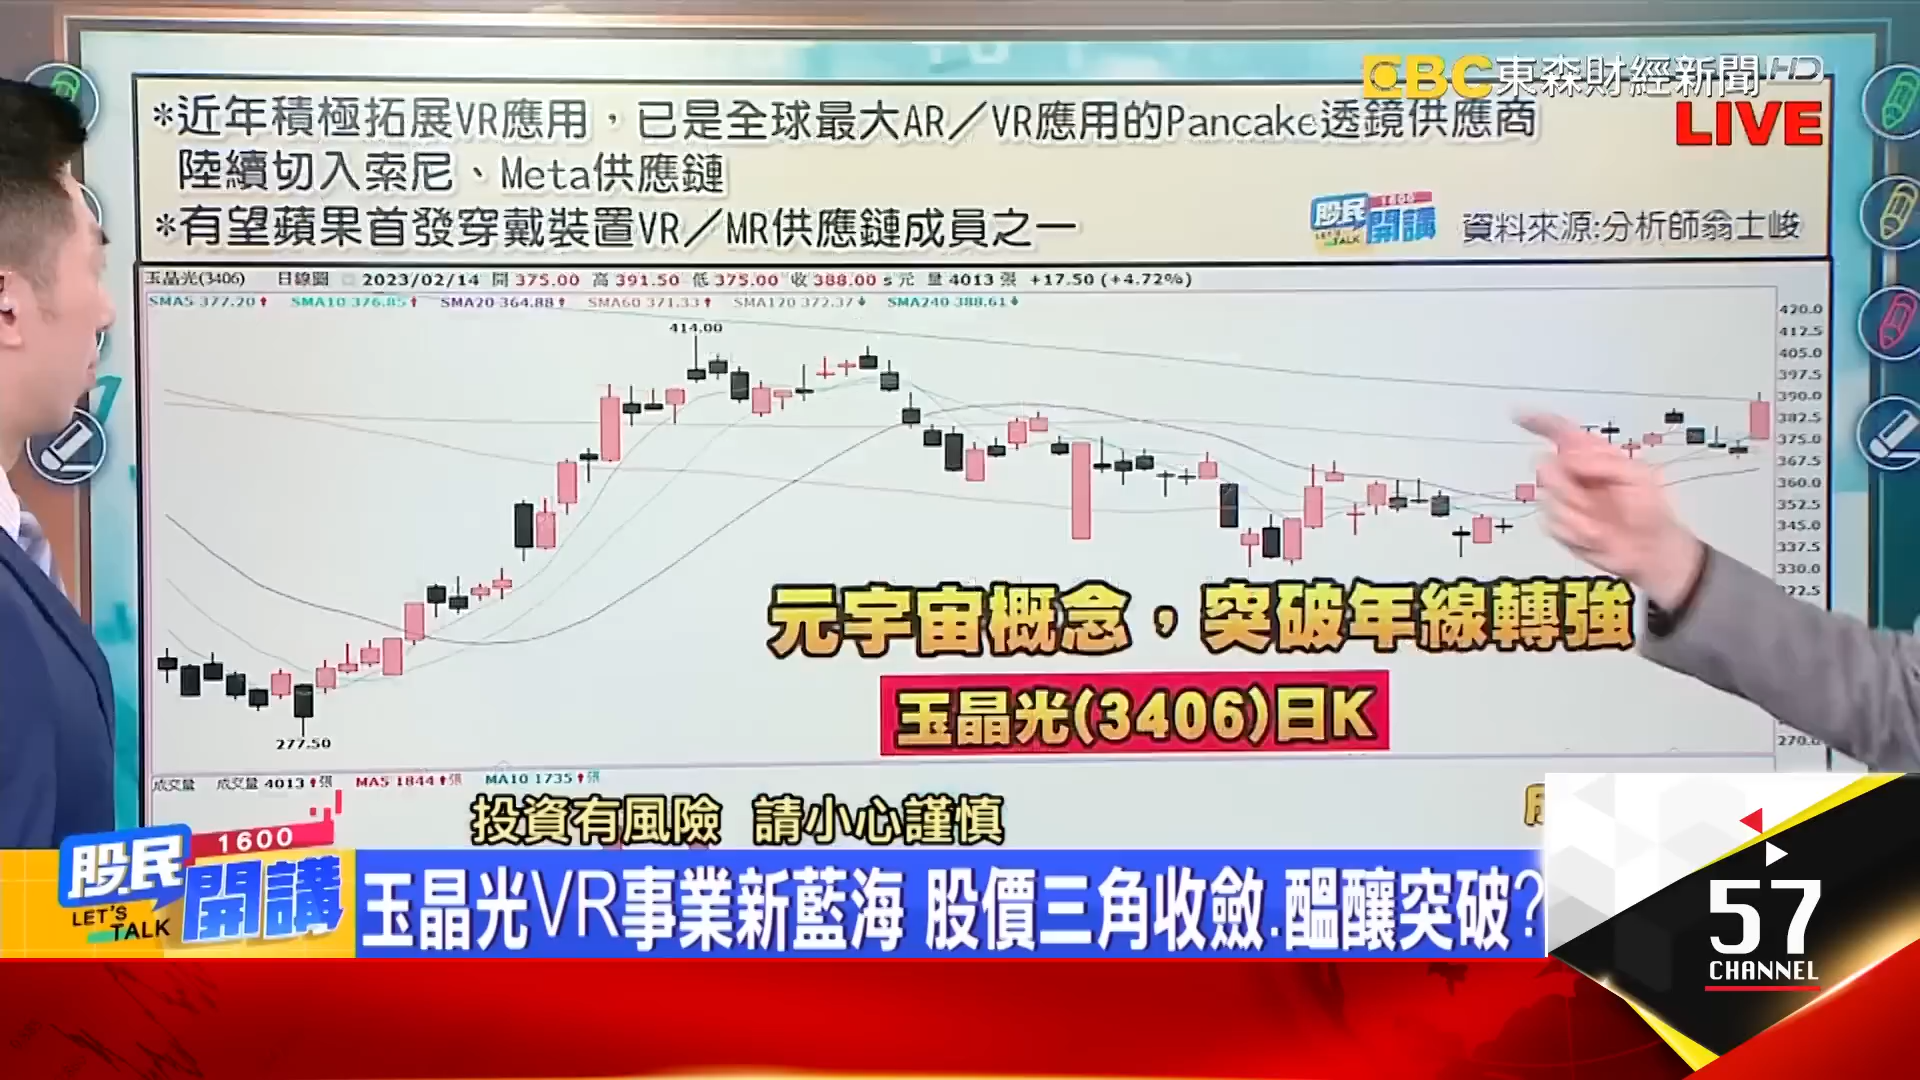 EBC東森財經新聞HD
LIVE
*近年積極拓展VR應用，已是全球最大AR／VR應用的Pancake透鏡供應商
陸續切入索尼、Meta供應鏈
*有望蘋果首發穿戴裝置VR／MR供應鏈成員之一
股民 1600
LET'S TALK 開講
資料來源:分析師翁士峻
玉晶光(3406) 日線圖 2023/02/14 開 375.00 高 391.50 低 375.00 收 388.00 s 元 量 4013 張 +17.50 (+4.72%)
SMA5 377.20↑ SMA10 376.85↑ SMA20 364.88↑ SMA60 371.33↑ SMA120 372.37↓ SMA240 388.61↓
420.0
414.00
412.5
405.0
397.5
390.0
382.5
375.0
367.5
360.0
352.5
345.0
337.5
330.0
22.5
元宇宙概念，突破年線轉強
玉晶光(3406)日K
277.50
270.
成交量 成交量 4013↑張 MA5 1844↑張 MA10 1735↑張
投資有風險 請小心謹慎
股民 1600
LET'S TALK 開講
玉晶光VR事業新藍海 股價三角收斂.醞釀突破?
57
CHANNEL